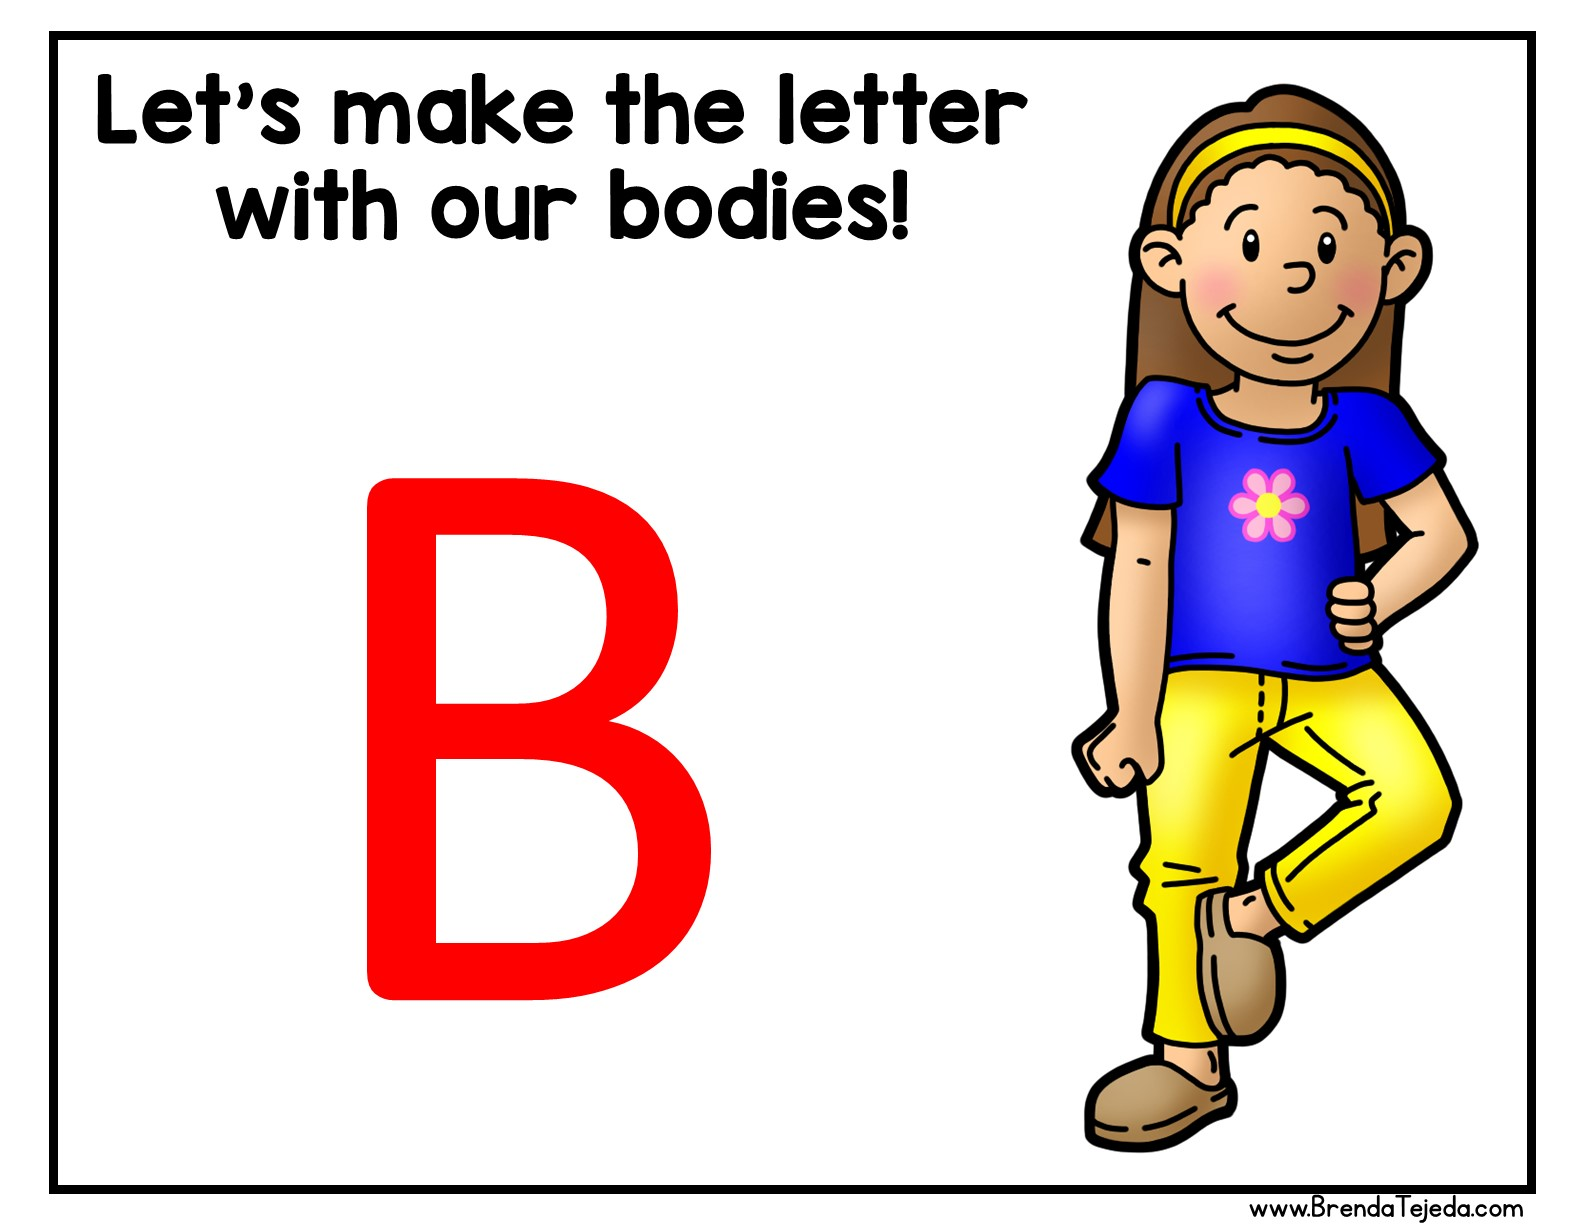 Let's make the letter
with our bodies!
B
www.BrendaTejeda.com